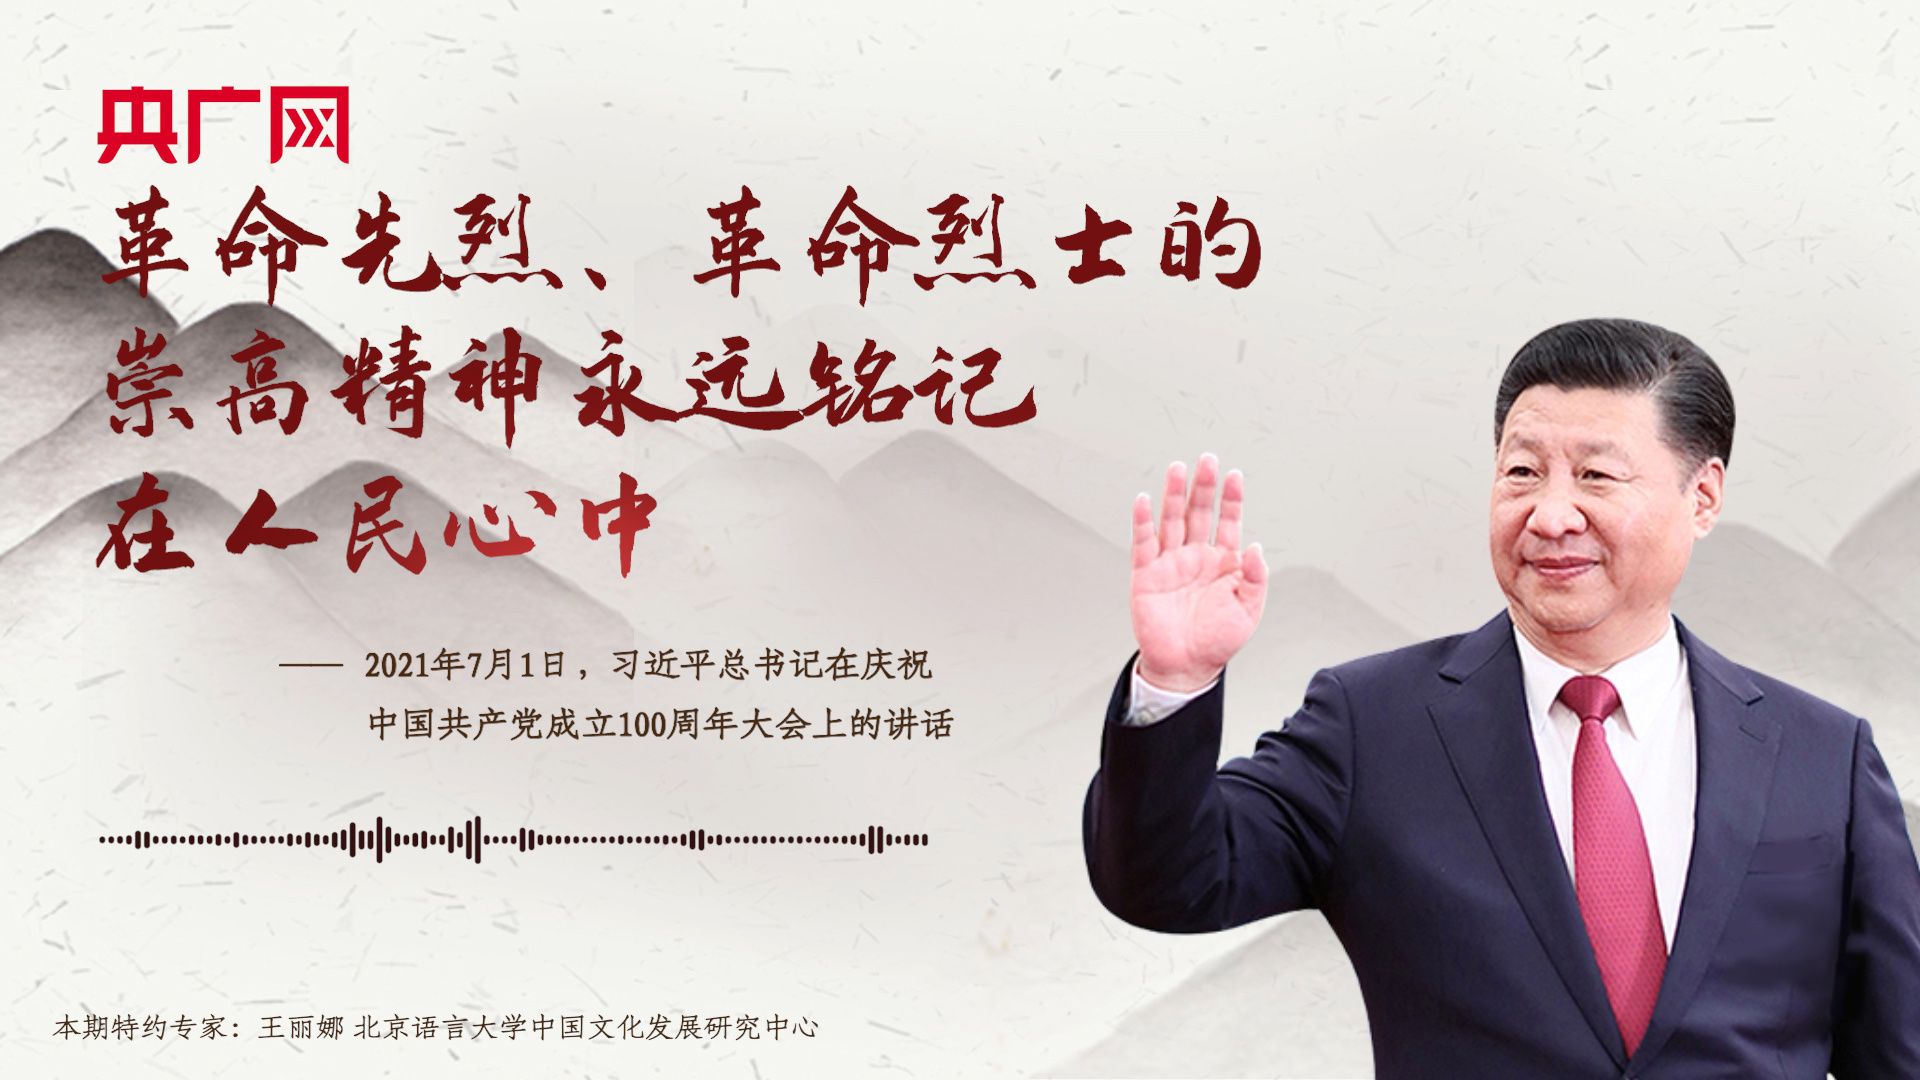 央广网
革命先烈、革命烈士的
崇高精神永远铭记
在人民心中
—— 2021年7月1日，习近平总书记在庆祝
中国共产党成立100周年大会上的讲话
本期特约专家：王丽娜 北京语言大学中国文化发展研究中心